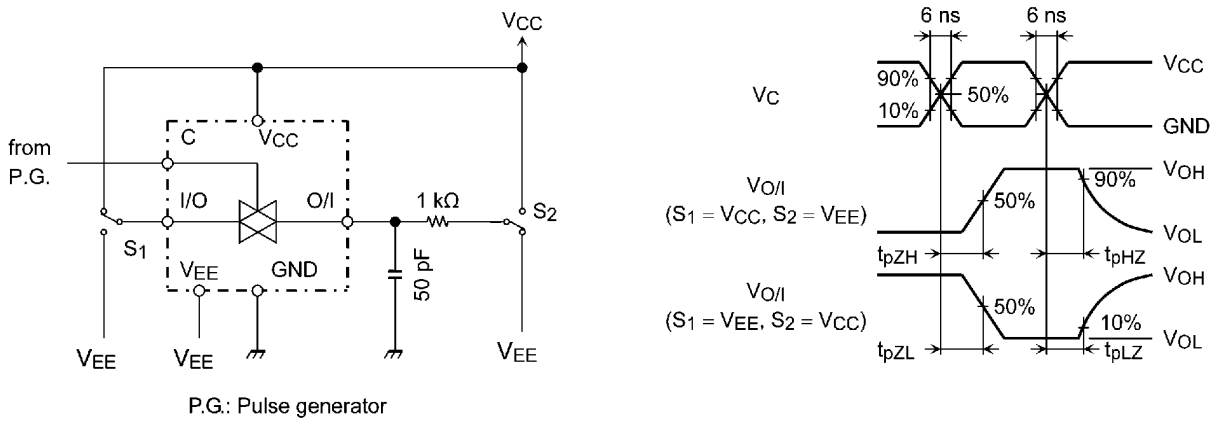 VCC
C
VCC
from
P.G.
I/O
O/I
1 kΩ
S1
S2
VEE
GND
50 pF
VEE
VEE
VEE
P.G.: Pulse generator
6 ns
6 ns
VC
90%
10%
50%
VCC
GND
VO/I
(S1 = VCC, S2 = VEE)
50%
90%
VOH
VOL
tpZH
tpHZ
VO/I
(S1 = VEE, S2 = VCC)
50%
10%
VOH
VOL
tpZL
tpLZ